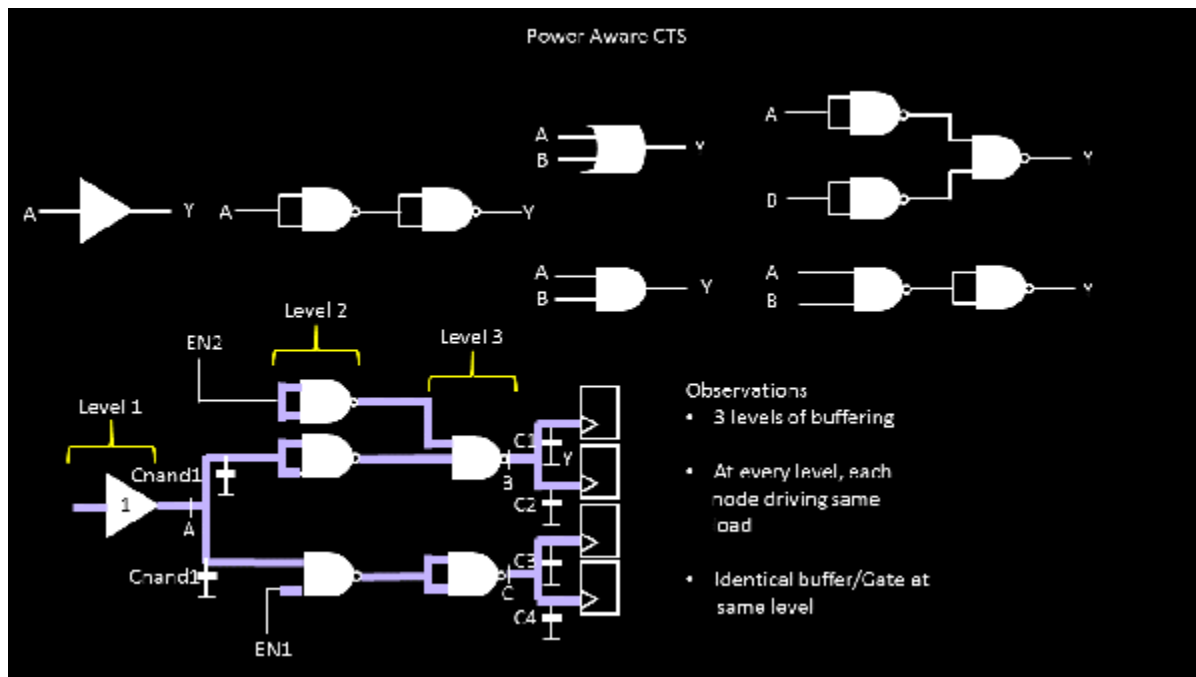 Power Aware CTS
A
Y
A
Y
A
B
Y
A
B
Y
A
Y
A
B
Y
Level 1
Level 2
Level 3
EN2
1
A
Cnand1
Cnand1
EN1
B
C
C1
Y
C2
C3
C4
Observations
• 3 levels of buffering
• At every level, each
node driving same
load
• Identical buffer/Gate at
same level